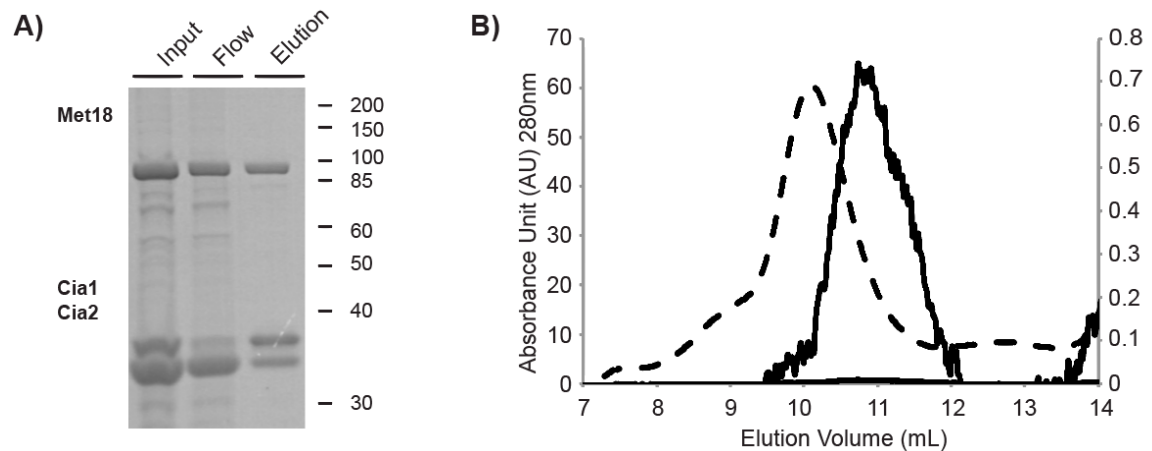 A)
Input Flow Elution
Met18
Cia1
Cia2
200
150
100
85
60
50
40
30
B)
Absorbance Unit (AU) 280nm
70
60
50
40
30
20
10
0
0.8
0.7
0.6
0.5
0.4
0.3
0.2
0.1
0
7 8 9 10 11 12 13 14
Elution Volume (mL)